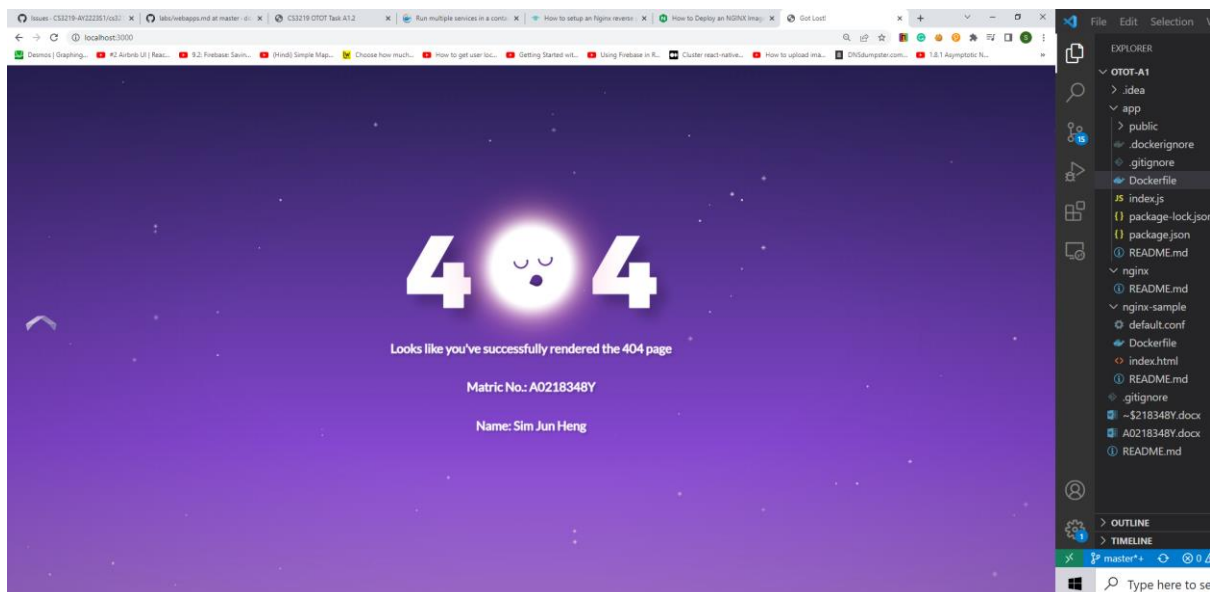 Issues - CS3219-AY22231/cs32
labs/webapps.md at master · di
CS3219 OTOT Task A1.2
Run multiple services in a conta
How to setup an Nginx reverse
How to Deploy an NGINX Imag
Got Lost!
localhost:3000
Desmos | Graphing...
#2 Airbnb UI | Reac...
9.2: Firebase: Savin...
(Hindi) Simple Map...
Choose how much...
How to get user loc...
Getting Started wit...
Using Firebase in R...
Cluster react-native...
How to upload ima...
DNSdumpster.com...
1.8.1 Asymptotic N...
»
4 4
Looks like you've successfully rendered the 404 page
Matric No.: A0218348Y
Name: Sim Jun Heng
File Edit Selection
EXPLORER
OTOT-A1
.idea
app
public
.dockerignore
.gitignore
Dockerfile
JS index.js
{} package-lock.json
{} package.json
README.md
nginx
README.md
nginx-sample
default.conf
Dockerfile
<> index.html
README.md
.gitignore
~$218348Y.docx
A0218348Y.docx
README.md
15
1
OUTLINE
TIMELINE
master*+ 0
Type here to se